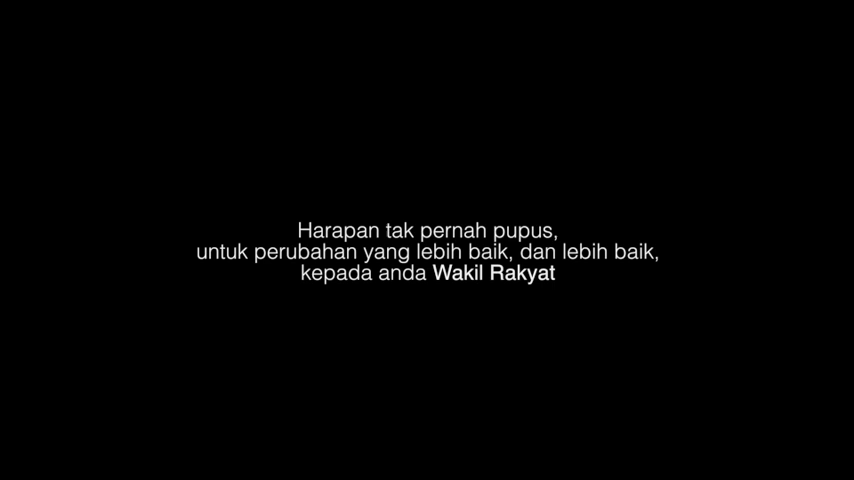 Harapan tak pernah pupus,
untuk perubahan yang lebih baik, dan lebih baik,
kepada anda Wakil Rakyat